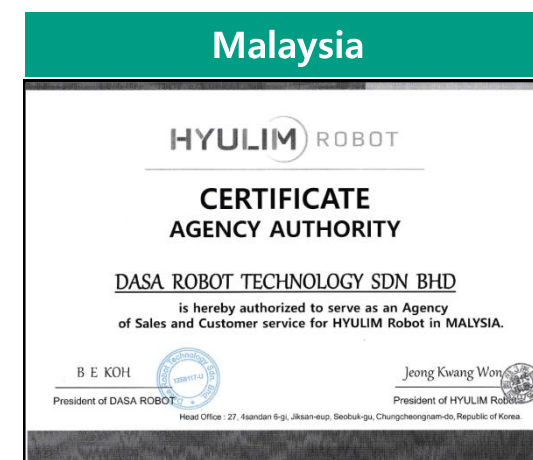 Malaysia
HYULIM ROBOT
CERTIFICATE
AGENCY AUTHORITY
DASA ROBOT TECHNOLOGY SDN BHD
is hereby authorized to serve as an Agency
of Sales and Customer service for HYULIM Robot in MALYSIA.
B E KOH
Jeong Kwang Won
President of DASA ROBOT
President of HYULIM Robot
Head Office : 27, 4sandan 6-gi, Jiksan-eup, Seobuk-gu, Chungcheongnam-do, Republic of Korea.